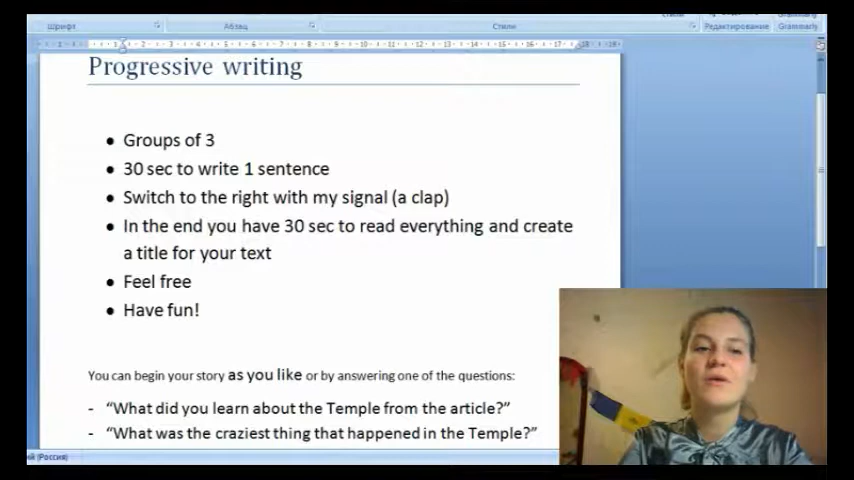 Шрифт Абзац Стили Редактирование Grammarly
Progressive writing
• Groups of 3
• 30 sec to write 1 sentence
• Switch to the right with my signal (a clap)
• In the end you have 30 sec to read everything and create
a title for your text
• Feel free
• Have fun!
You can begin your story as you like or by answering one of the questions:
- “What did you learn about the Temple from the article?”
- “What was the craziest thing that happened in the Temple?”
(Россия)